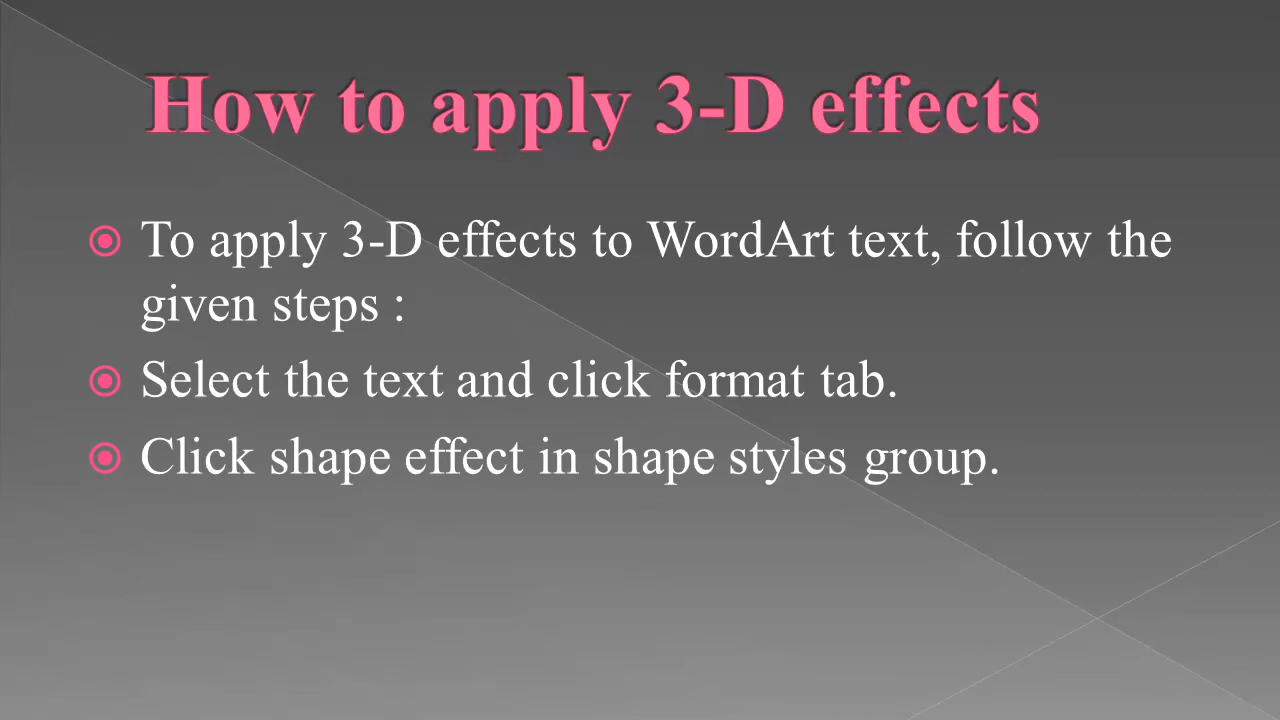 How to apply 3-D effects
To apply 3-D effects to WordArt text, follow the
given steps :
Select the text and click format tab.
Click shape effect in shape styles group.